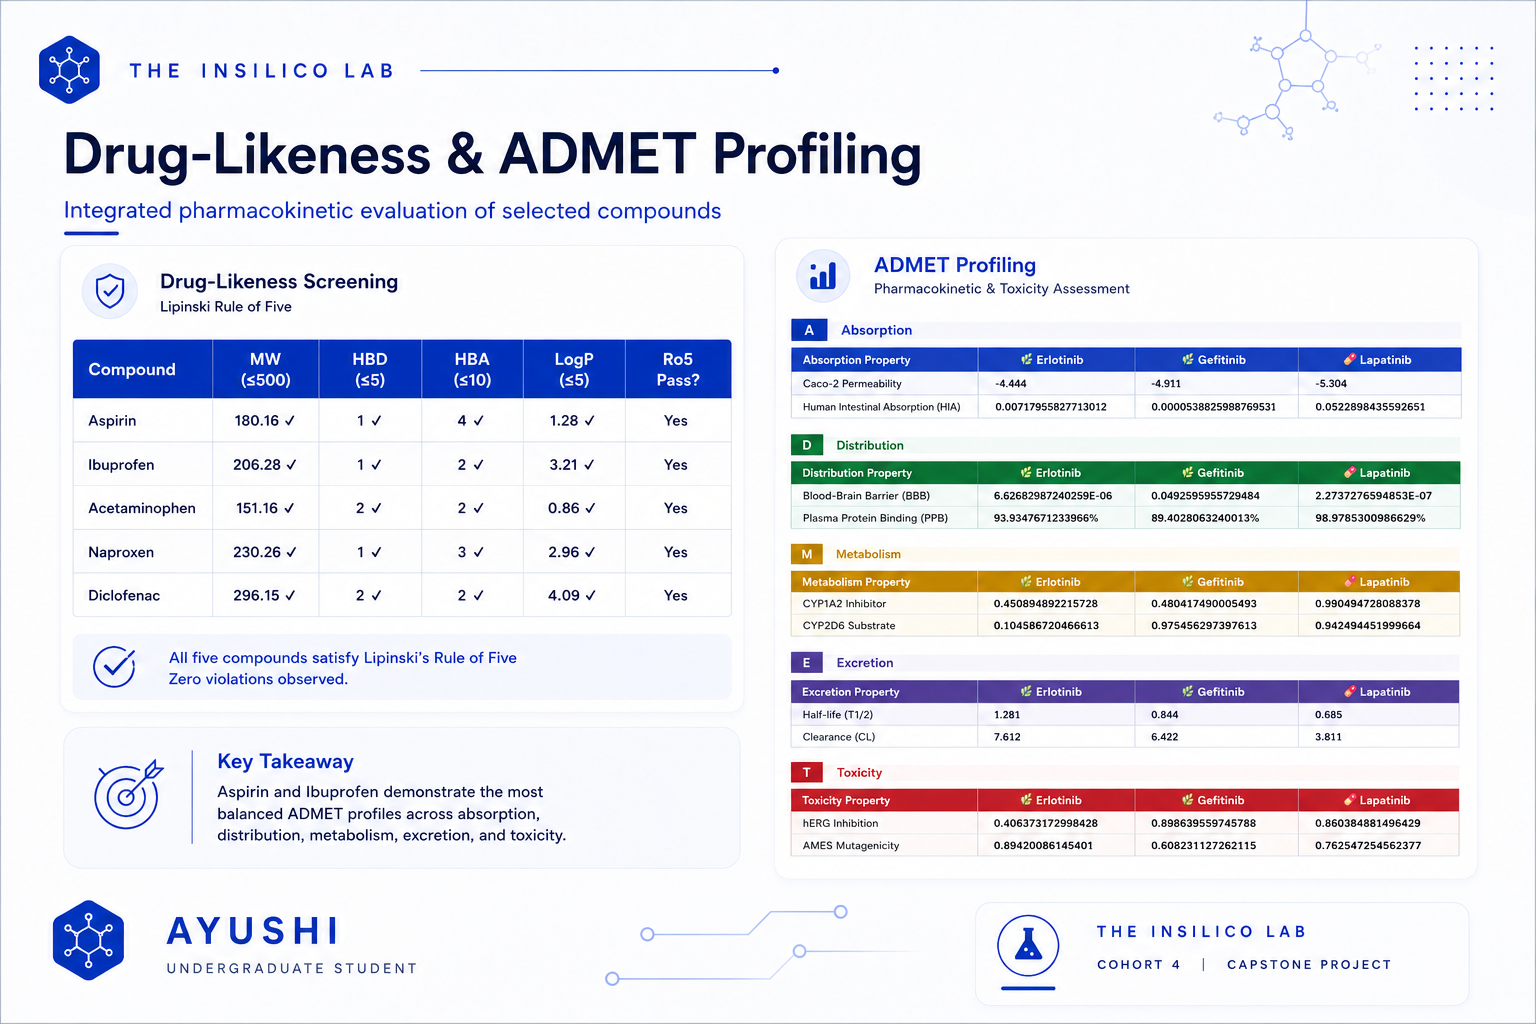 THE INSILICO LAB
Drug-Likeness & ADMET Profiling
Integrated pharmacokinetic evaluation of selected compounds
Drug-Likeness Screening
Lipinski Rule of Five
Compound MW (≤500) HBD (≤5) HBA (≤10) LogP (≤5) Ro5 Pass?
Aspirin 180.16 ✓ 1 ✓ 4 ✓ 1.28 ✓ Yes
Ibuprofen 206.28 ✓ 1 ✓ 2 ✓ 3.21 ✓ Yes
Acetaminophen 151.16 ✓ 2 ✓ 2 ✓ 0.86 ✓ Yes
Naproxen 230.26 ✓ 1 ✓ 3 ✓ 2.96 ✓ Yes
Diclofenac 296.15 ✓ 2 ✓ 2 ✓ 4.09 ✓ Yes
All five compounds satisfy Lipinski's Rule of Five
Zero violations observed.
Key Takeaway
Aspirin and Ibuprofen demonstrate the most
balanced ADMET profiles across absorption,
distribution, metabolism, excretion, and toxicity.
ADMET Profiling
Pharmacokinetic & Toxicity Assessment
A Absorption
Absorption Property Erlotinib Gefitinib Lapatinib
Caco-2 Permeability -4.444 -4.911 -5.304
Human Intestinal Absorption (HIA) 0.00717955827713012 0.0000538825988769531 0.0522898435592651
D Distribution
Distribution Property Erlotinib Gefitinib Lapatinib
Blood-Brain Barrier (BBB) 6.62682987240259E-06 0.0492595955729484 2.2737276594853E-07
Plasma Protein Binding (PPB) 93.9347671233966% 89.4028063240013% 98.9785300986629%
M Metabolism
Metabolism Property Erlotinib Gefitinib Lapatinib
CYP1A2 Inhibitor 0.450894892215728 0.480417490005493 0.990494728088378
CYP2D6 Substrate 0.104586720466613 0.975456297397613 0.942494451999664
E Excretion
Excretion Property Erlotinib Gefitinib Lapatinib
Half-life (T1/2) 1.281 0.844 0.685
Clearance (CL) 7.612 6.422 3.811
T Toxicity
Toxicity Property Erlotinib Gefitinib Lapatinib
hERG Inhibition 0.406373172998428 0.898639559745788 0.860384881496429
AMES Mutagenicity 0.89420086145401 0.608231127262115 0.762547254562377
AYUSHI
UNDERGRADUATE STUDENT
THE INSILICO LAB
COHORT 4 | CAPSTONE PROJECT